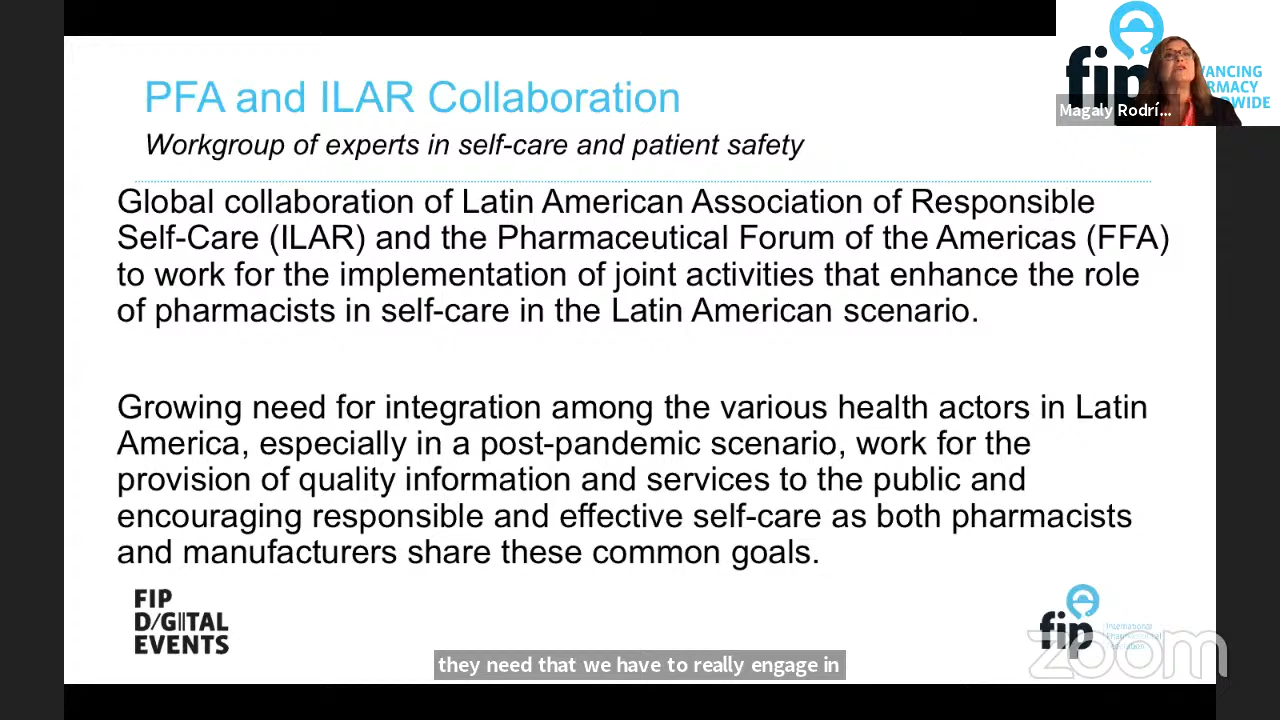 PFA and ILAR Collaboration
Workgroup of experts in self-care and patient safety
Global collaboration of Latin American Association of Responsible
Self-Care (ILAR) and the Pharmaceutical Forum of the Americas (FFA)
to work for the implementation of joint activities that enhance the role
of pharmacists in self-care in the Latin American scenario.
Growing need for integration among the various health actors in Latin
America, especially in a post-pandemic scenario, work for the
provision of quality information and services to the public and
encouraging responsible and effective self-care as both pharmacists
and manufacturers share these common goals.
FIP
DIGITAL
EVENTS
fip
International
Pharmaceutical
zoom
they need that we have to really engage in
fip
Magaly Rodrí...